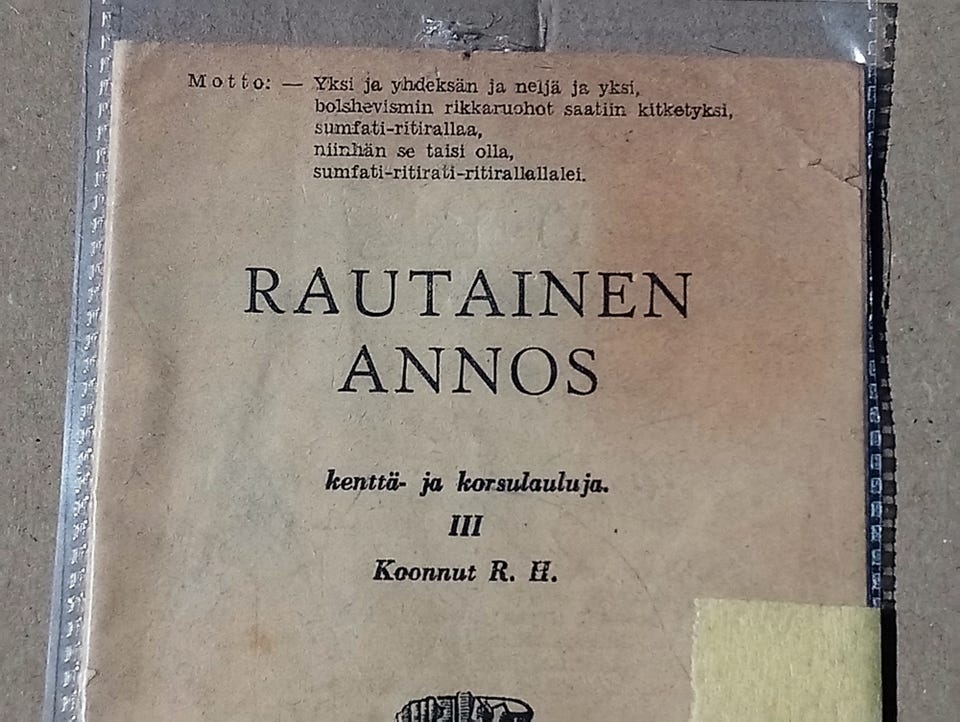 Motto: — Yksi ja yhdeksän ja neljä ja yksi,
bolshevismin rikkaruohot saatiin kitketyksi,
sumfati-ritirallaa,
niinhän se taisi olla,
sumfati-ritirati-ritirallallalei.
RAUTAINEN
ANNOS
kenttä- ja korsulauluja.
III
Koonnut R. H.